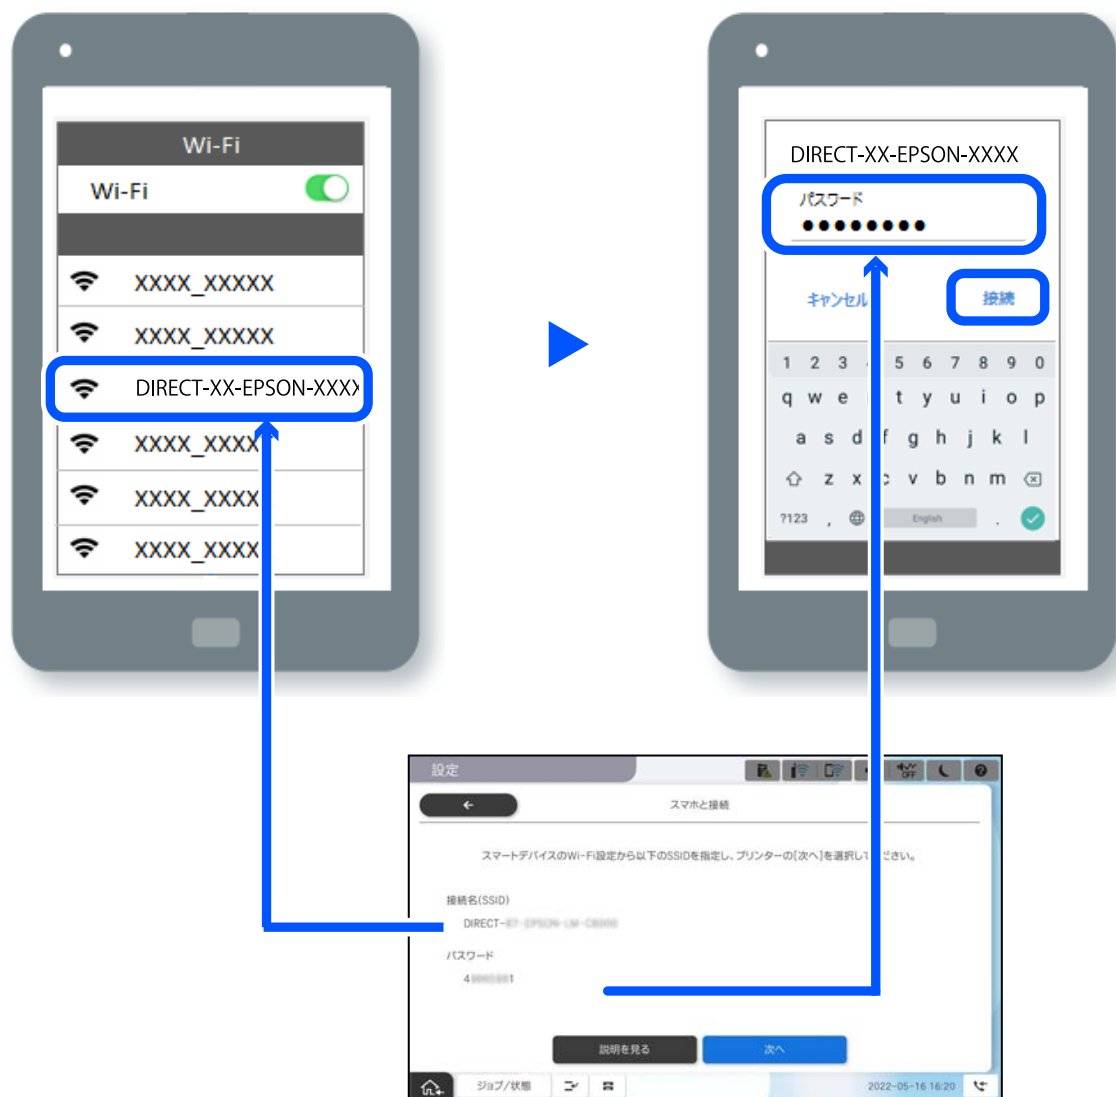 Wi-Fi
Wi-Fi
XXXX_XXXXX
XXXX_XXXXX
DIRECT-XX-EPSON-XXXX
XXXX_XXXX
XXXX_XXXX
XXXX_XXXX
DIRECT-XX-EPSON-XXXX
パスワード
キャンセル
接続
1 2 3 5 6 7 8 9 0
q w e t y u i o p
a s d f g h j k l
z x c v b n m
?123 , English .
設定
OFF
スマホと接続
スマートデバイスのWi-Fi設定から以下のSSIDを指定し、プリンターの[次へ]を選択してください。
接続名(SSID)
DIRECT-
パスワード
4 1
説明を見る
次へ
ジョブ/状態
2022-05-16 16:20